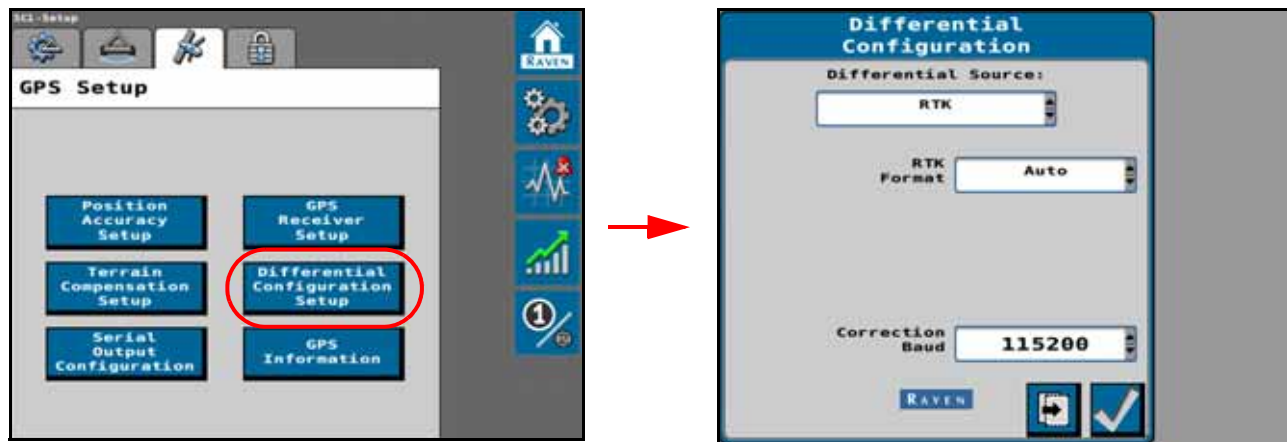 SC1-Setup
RAVEN
GPS Setup
Position
Accuracy
Setup
GPS
Receiver
Setup
Terrain
Compensation
Setup
Differential
Configuration
Setup
Serial
Output
Configuration
GPS
Information
1
Differential
Configuration
Differential Source:
RTK
RTK
Format
Auto
Correction
Baud
115200
RAVEN